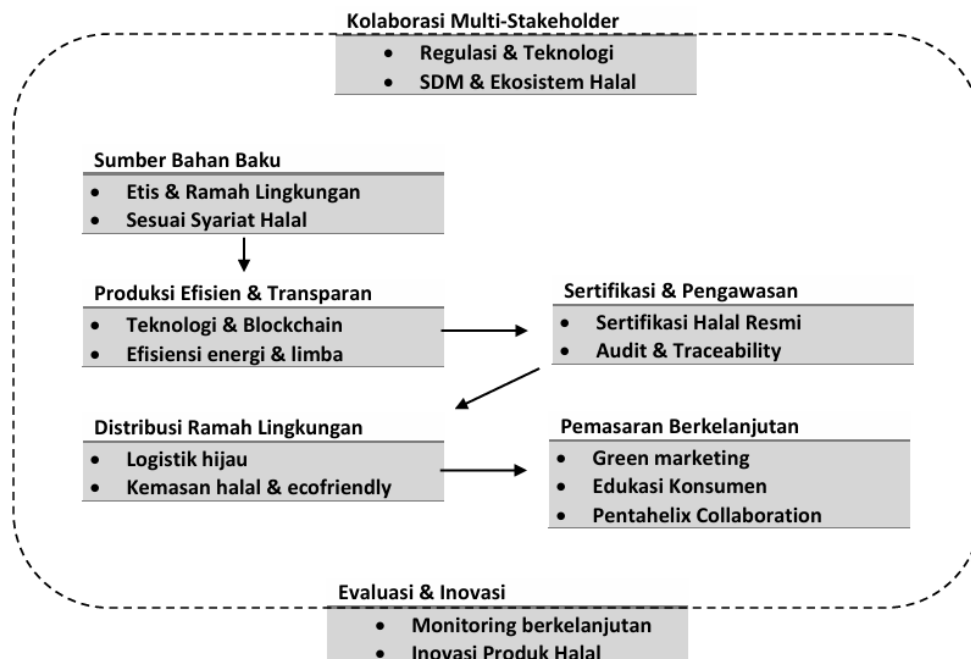 Kolaborasi Multi-Stakeholder
• Regulasi & Teknologi
• SDM & Ekosistem Halal
Sumber Bahan Baku
• Etis & Ramah Lingkungan
• Sesuai Syariat Halal
Produksi Efisien & Transparan
• Teknologi & Blockchain
• Efisiensi energi & limba
Sertifikasi & Pengawasan
• Sertifikasi Halal Resmi
• Audit & Traceability
Distribusi Ramah Lingkungan
• Logistik hijau
• Kemasan halal & ecofriendly
Pemasaran Berkelanjutan
• Green marketing
• Edukasi Konsumen
• Pentahelix Collaboration
Evaluasi & Inovasi
• Monitoring berkelanjutan
• Inovasi Produk Halal